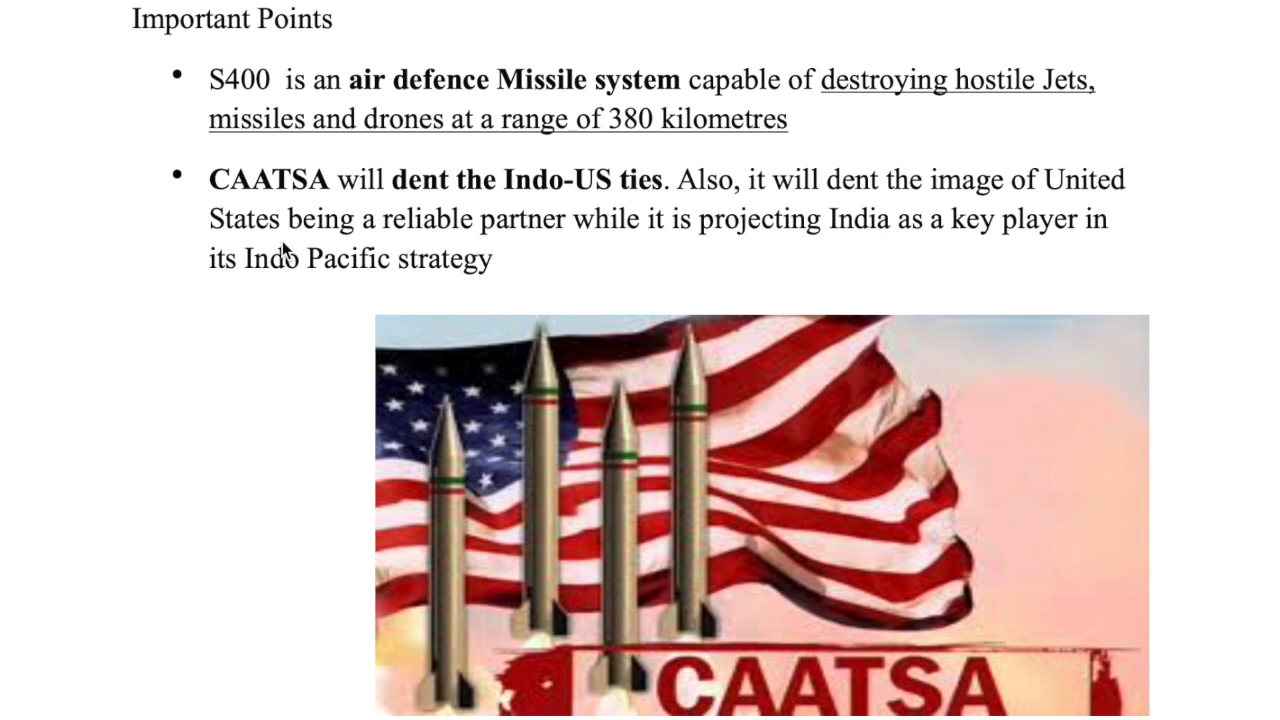 Important Points
• S400 is an air defence Missile system capable of destroying hostile Jets,
missiles and drones at a range of 380 kilometres
• CAATSA will dent the Indo-US ties. Also, it will dent the image of United
States being a reliable partner while it is projecting India as a key player in
its Indo Pacific strategy
CAATSA